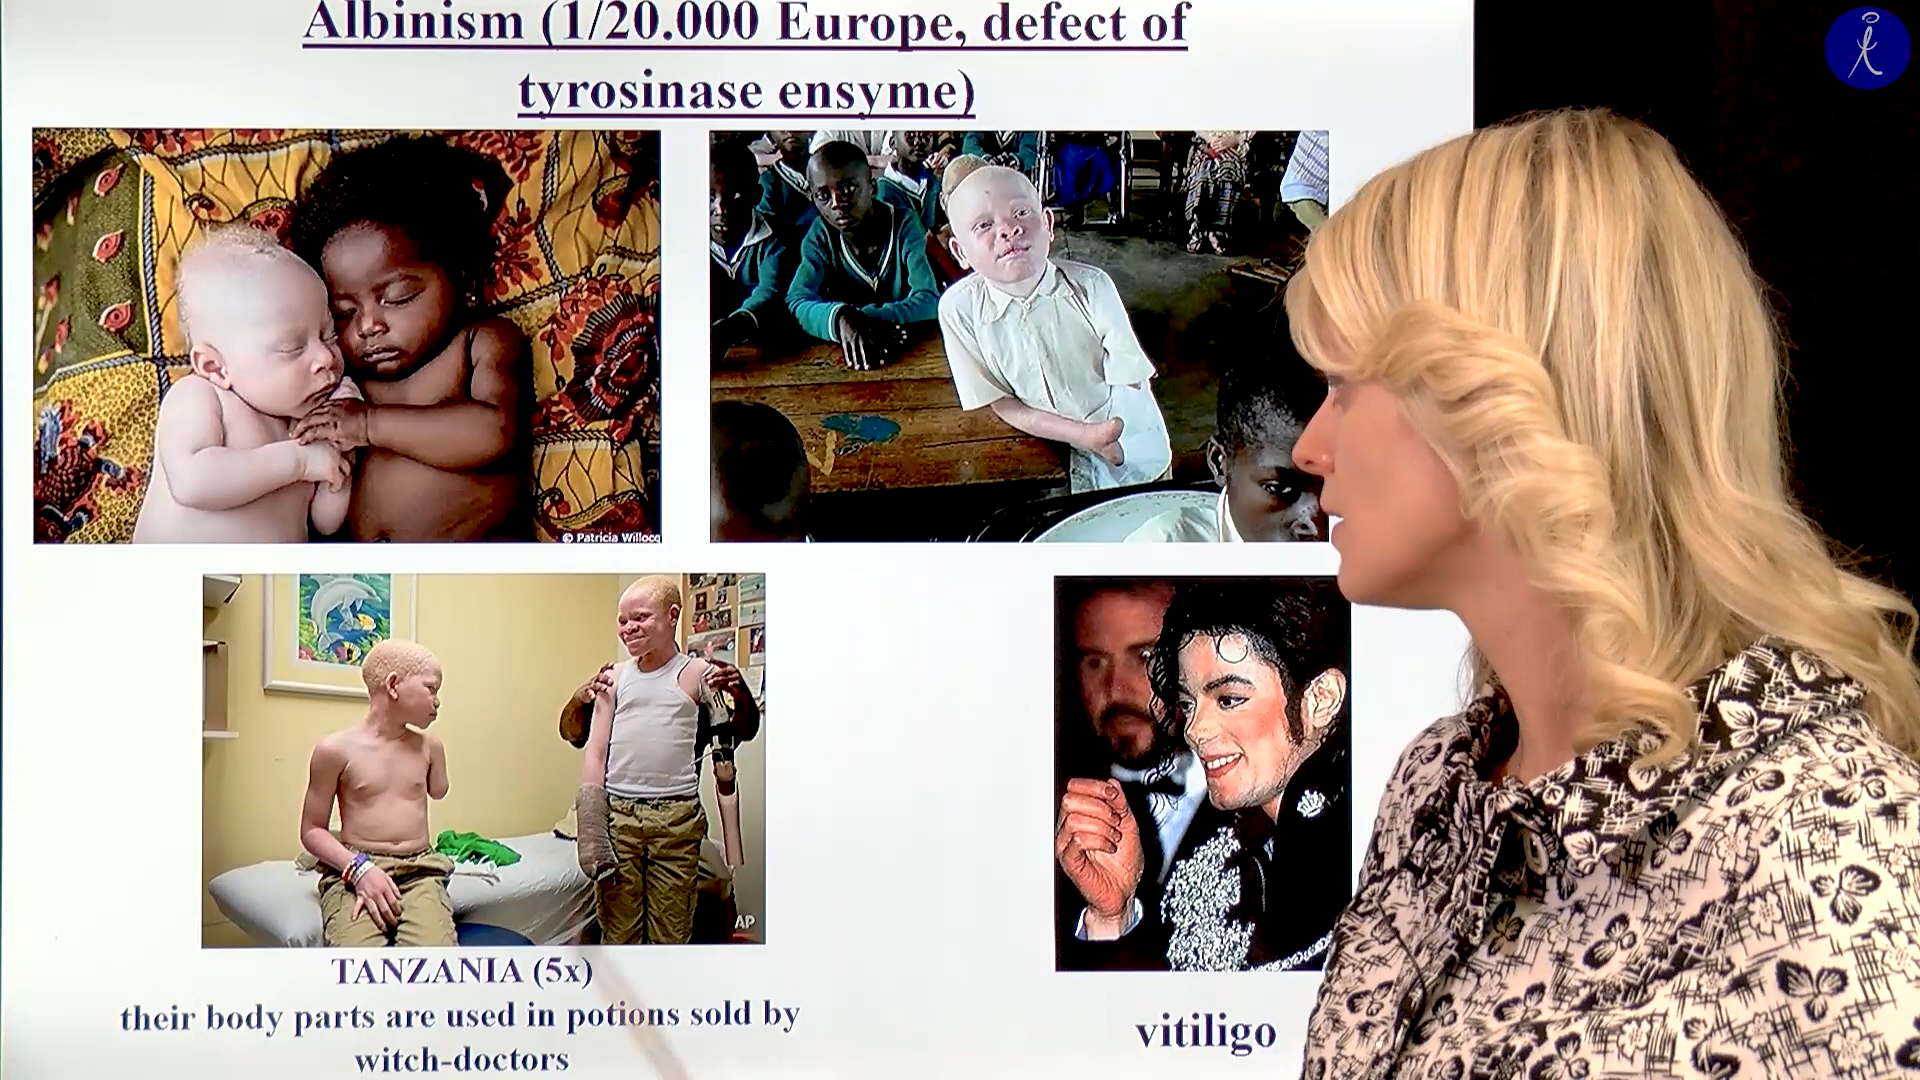 Albinism (1/20.000 Europe, defect of
tyrosinase ensyme)
© Patricia Willocq
AP
TANZANIA (5x)
their body parts are used in potions sold by
witch-doctors
vitiligo